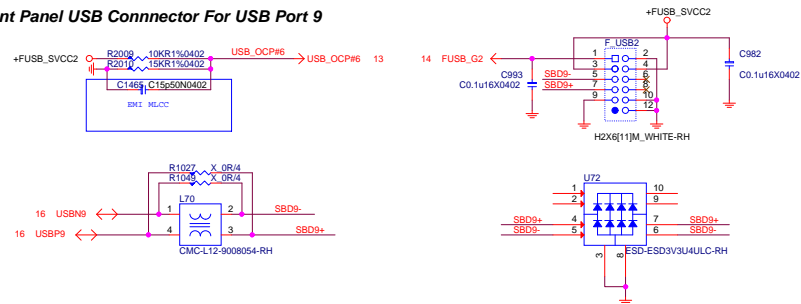 nt Panel USB Connnector For USB Port 9
+FUSB_SVCC2
R2009 10KR1%0402
R2010 15KR1%0402
USB_OCP#6
USB_OCP#6 13
C1465 C15p50N0402
EMI MLCC
+FUSB_SVCC2
F_USB2
14 FUSB_G2
C993
C0.1u16X0402
SBD9-
SBD9+
1 2
3 4
5 6
7 8
9 10
12
C982
C0.1u16X0402
H2X6[11]M_WHITE-RH
R1027 X_0R/4
R1049 X_0R/4
L70
16 USBN9 1 2 SBD9-
16 USBP9 4 3 SBD9+
CMC-L12-9008054-RH
U72
1 10
2 9
SBD9+ 4 7 SBD9+
SBD9- 5 6 SBD9-
3 8
ESD-ESD3V3U4ULC-RH